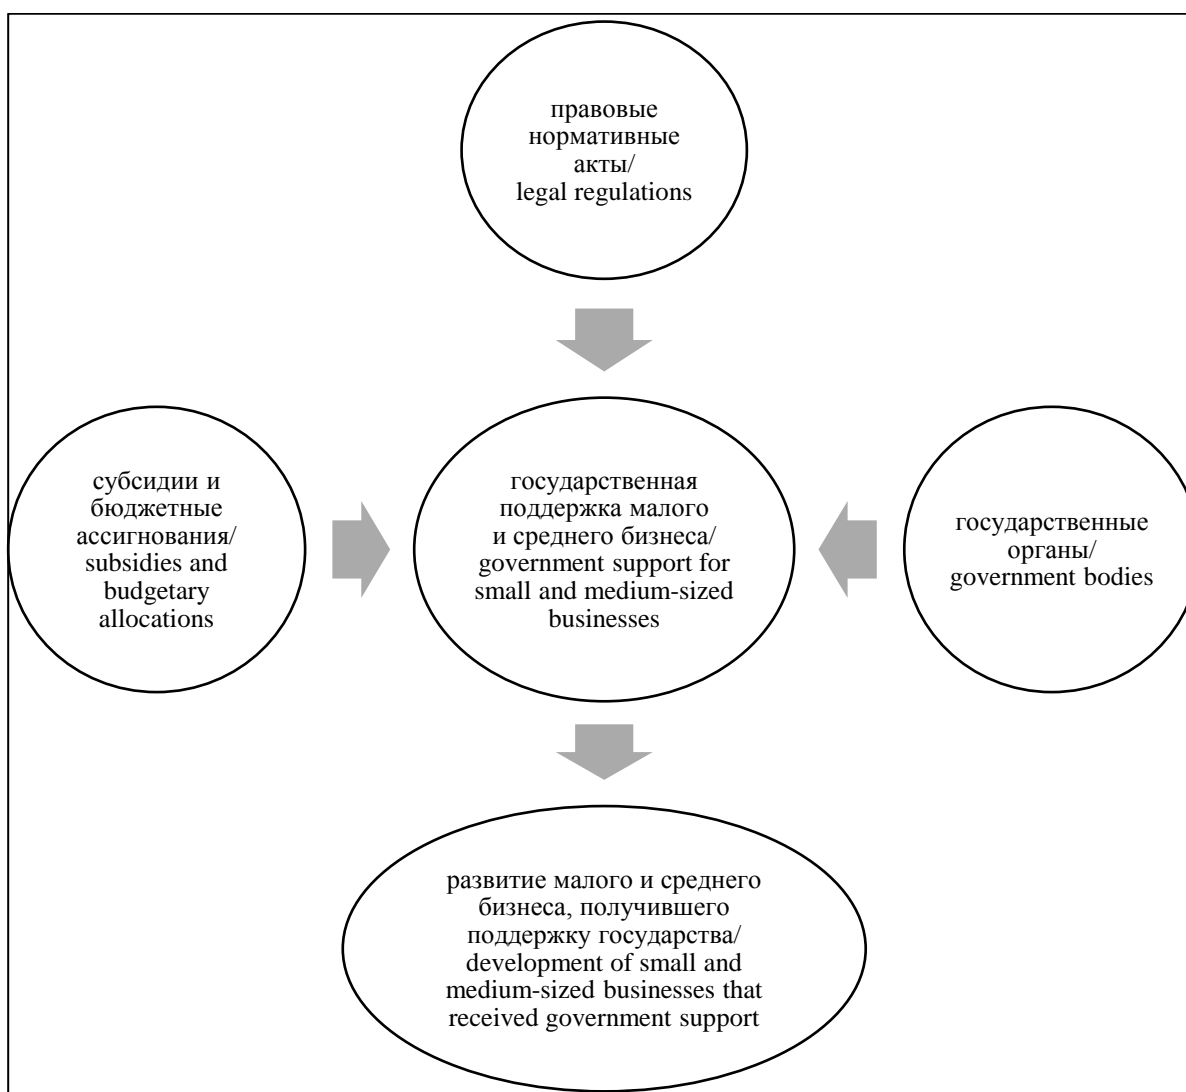 правовые
нормативные
акты/
legal regulations
субсидии и
бюджетные
ассигнования/
subsidies and
budgetary
allocations
государственная
поддержка малого
и среднего бизнеса/
government support for
small and medium-sized
businesses
государственные
органы/
government bodies
развитие малого и среднего
бизнеса, получившего
поддержку государства/
development of small and
medium-sized businesses that
received government support